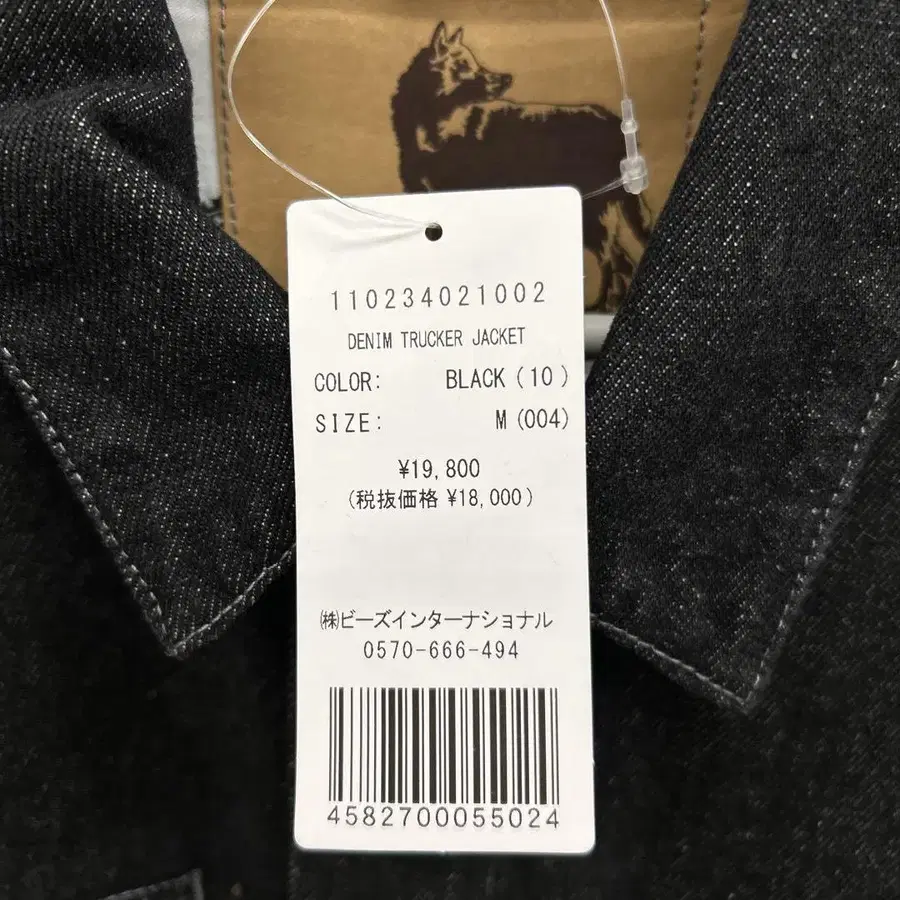 110234021002
DENIM TRUCKER JACKET
COLOR: BLACK(10)
SIZE: M(004)
¥19,800
(税抜価格 ¥18,000)
㈱ビーズインターナショナル
0570-666-494
4582700055024